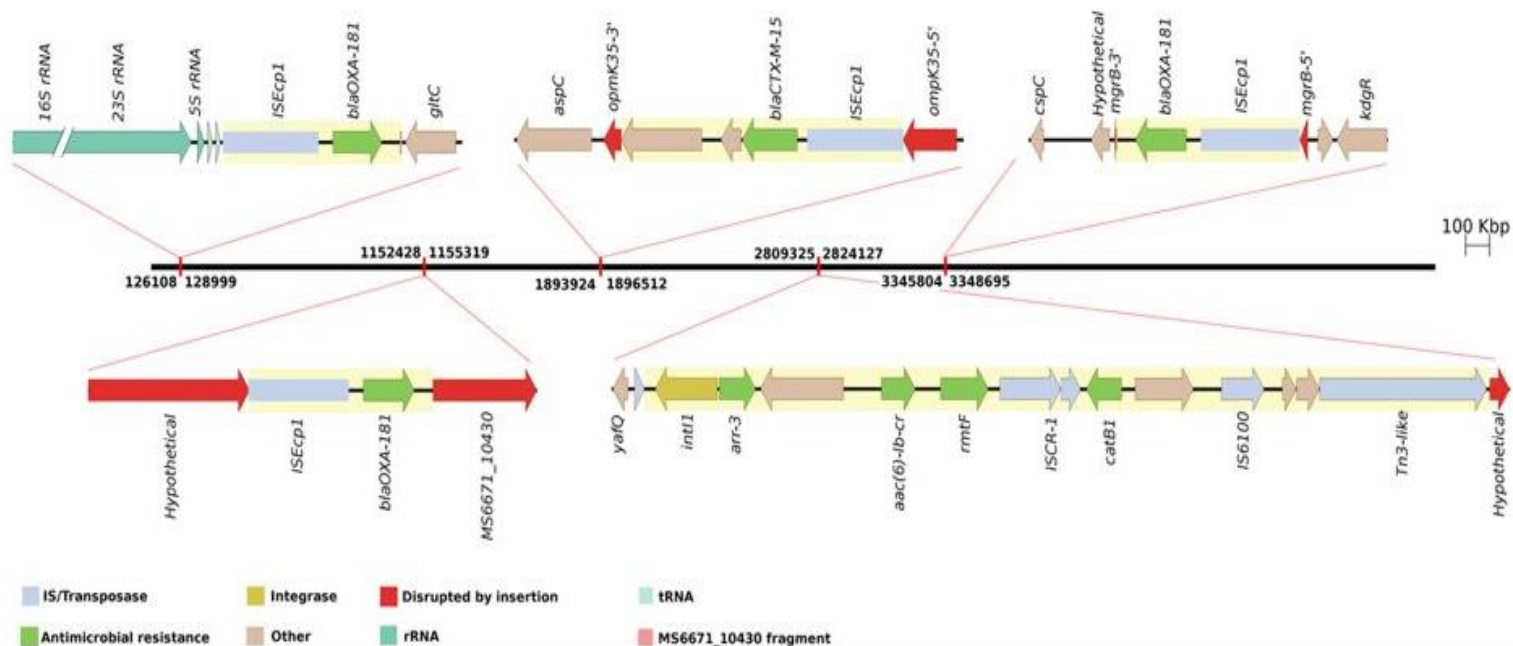 16S rRNA
23S rRNA
5S rRNA
ISEcp1
blaOXA-181
gltC
aspC
opmK35-3'
blaCTX-M-15
ISEcp1
ompK35-5'
cspC
Hypothetical
mgrB-3'
blaOXA-181
ISEcp1
mgrB-5'
kdgR
100 Kbp
1152428 1155319
2809325 2824127
126108 128999
1893924 1896512
3345804 3348695
Hypothetical
ISEcp1
blaOXA-181
MS6671_10430
yafQ
intI1
arr-3
aac(6)-Ib-cr
rmtF
ISCR-1
catB1
IS6100
Tn3-like
Hypothetical
IS/Transposase
Integrase
Disrupted by insertion
tRNA
Antimicrobial resistance
Other
rRNA
MS6671_10430 fragment